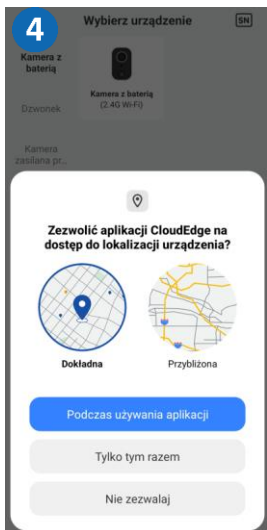 4
Wybierz urządzenie
SN
Kamera z
baterią
Kamera z baterią
(2.4G Wi-Fi)
Dzwonek
Kamera
zasilana pr...
Zezwolić aplikacji CloudEdge na
dostęp do lokalizacji urządzenia?
Dokładna
Przybliżona
Podczas używania aplikacji
Tylko tym razem
Nie zezwalaj